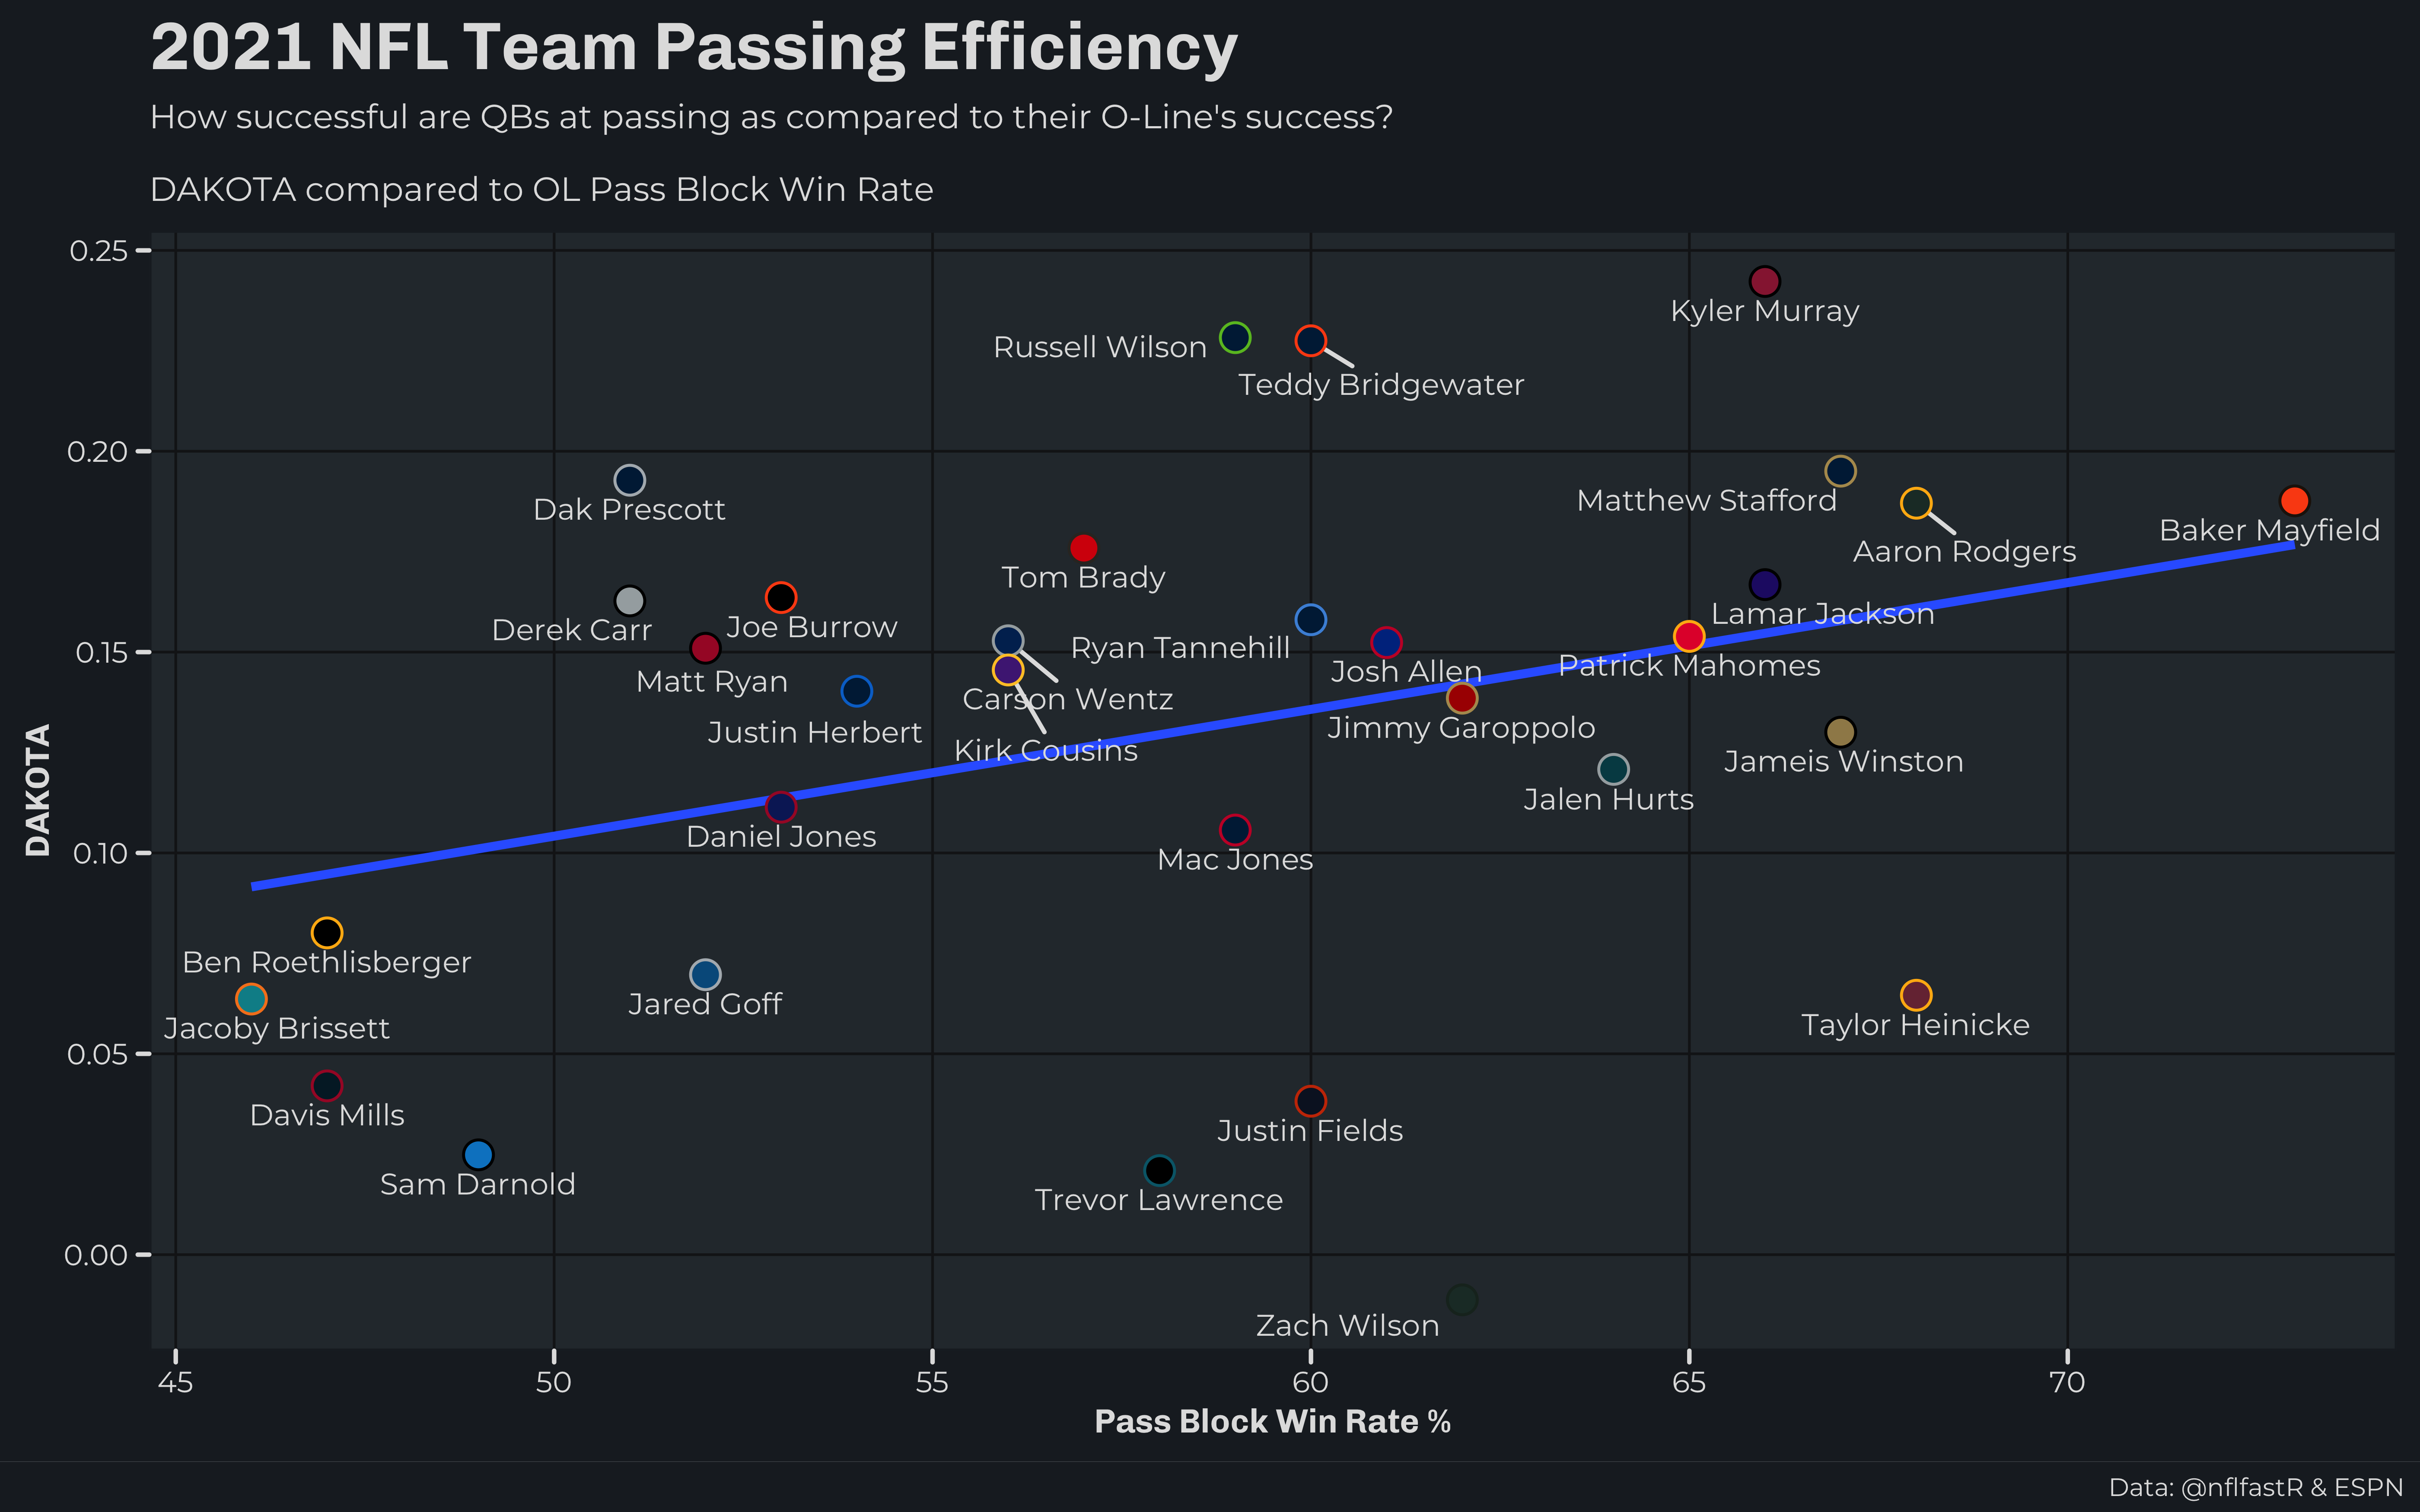 2021 NFL Team Passing Efficiency
How successful are QBs at passing as compared to their O-Line's success?
DAKOTA compared to OL Pass Block Win Rate
0.25
Kyler Murray
Russell Wilson
Teddy Bridgewater
0.20
Dak Prescott
Matthew Stafford
Baker Mayfield
Aaron Rodgers
Tom Brady
Lamar Jackson
Joe Burrow
Derek Carr
0.15
Ryan Tannehill
Patrick Mahomes
Josh Allen
Matt Ryan
Carson Wentz
Jimmy Garoppolo
Justin Herbert
Kirk Cousins
Jameis Winston
Jalen Hurts
DAKOTA
Daniel Jones
0.10
Mac Jones
Ben Roethlisberger
Jared Goff
Taylor Heinicke
Jacoby Brissett
0.05
Davis Mills
Justin Fields
Sam Darnold
Trevor Lawrence
0.00
Zach Wilson
45 50 55 60 65 70
Pass Block Win Rate %
Data: @nflfastR & ESPN